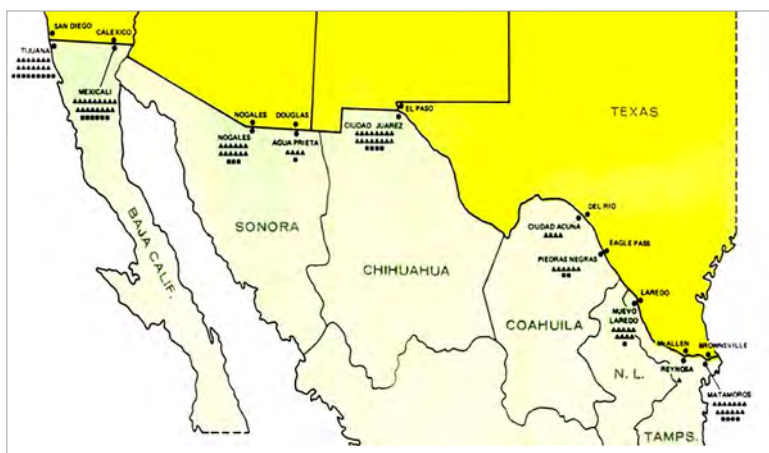 SAN DIEGO
CALEXICO
TIJUANA
MEXICALI
NOGALES
DOUGLAS
EL PASO
NOGALES
AGUA PRIETA
CIUDAD JUAREZ
TEXAS
BAJA CALIF.
SONORA
CHIHUAHUA
DEL RIO
CIUDAD ACUNA
EAGLE PASS
PIEDRAS NEGRAS
LAREDO
NUEVO
LAREDO
COAHUILA
McALLEN
BROWNSVILLE
REYNOSA
N. L.
MATAMOROS
TAMPS.